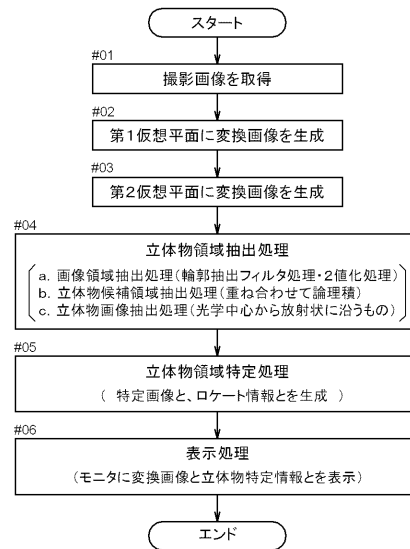 スタート
#01
撮影画像を取得
#02
第1仮想平面に変換画像を生成
#03
第2仮想平面に変換画像を生成
#04
立体物領域抽出処理
a. 画像領域抽出処理(輪郭抽出フィルタ処理・2値化処理)
b. 立体物候補領域抽出処理(重ね合わせて論理積)
c. 立体物画像抽出処理(光学中心から放射状に沿うもの)
#05
立体物領域特定処理
( 特定画像と、ロケート情報とを生成 )
#06
表示処理
(モニタに変換画像と立体物特定情報とを表示)
エンド